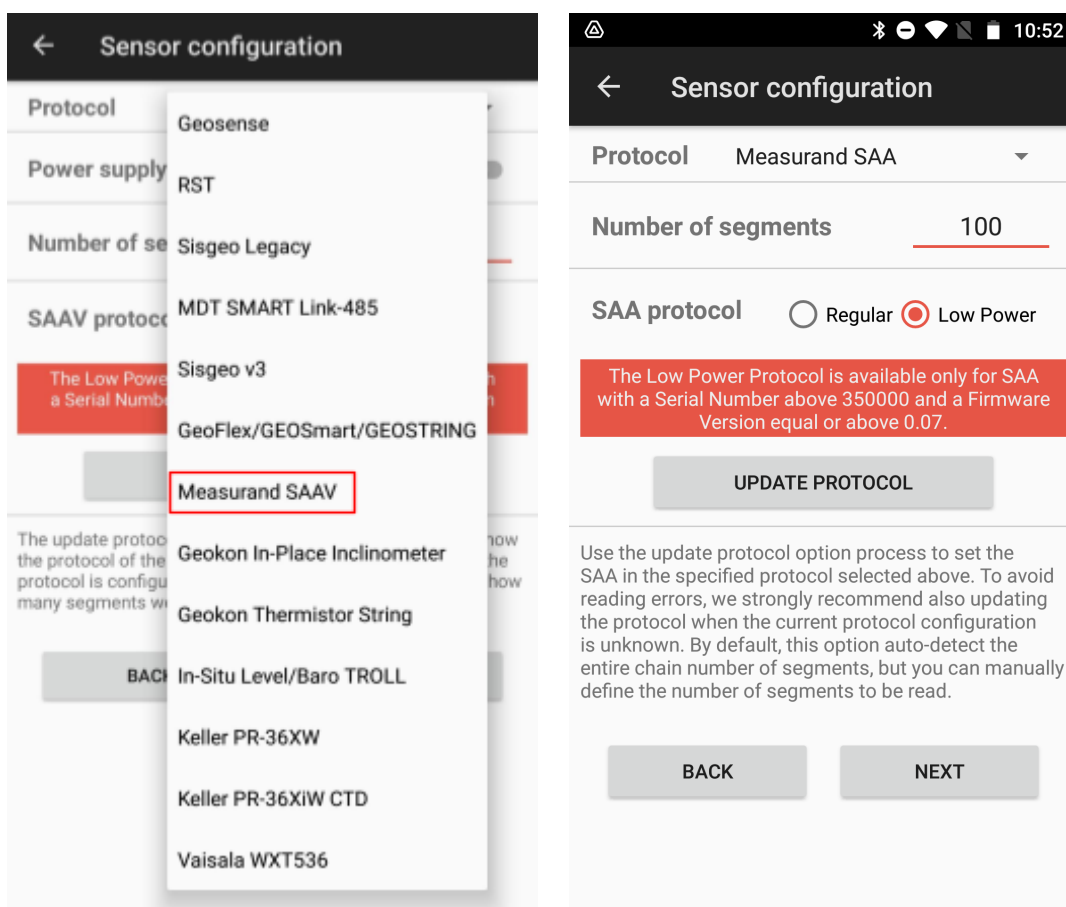 Sensor configuration
Protocol
Power supply
Number of se
SAAV protoc
The Low Powe
a Serial Numb
The update protoc
the protocol of the
protocol is configu
many segments w
now
he
how
BACK
Geosense
RST
Sisgeo Legacy
MDT SMART Link-485
Sisgeo v3
GeoFlex/GEOSmart/GEOSTRING
Measurand SAAV
Geokon In-Place Inclinometer
Geokon Thermistor String
In-Situ Level/Baro TROLL
Keller PR-36XW
Keller PR-36XiW CTD
Vaisala WXT536
10:52
Sensor configuration
Protocol Measurand SAA
Number of segments 100
SAA protocol Regular Low Power
The Low Power Protocol is available only for SAA
with a Serial Number above 350000 and a Firmware
Version equal or above 0.07.
UPDATE PROTOCOL
Use the update protocol option process to set the
SAA in the specified protocol selected above. To avoid
reading errors, we strongly recommend also updating
the protocol when the current protocol configuration
is unknown. By default, this option auto-detect the
entire chain number of segments, but you can manually
define the number of segments to be read.
BACK NEXT